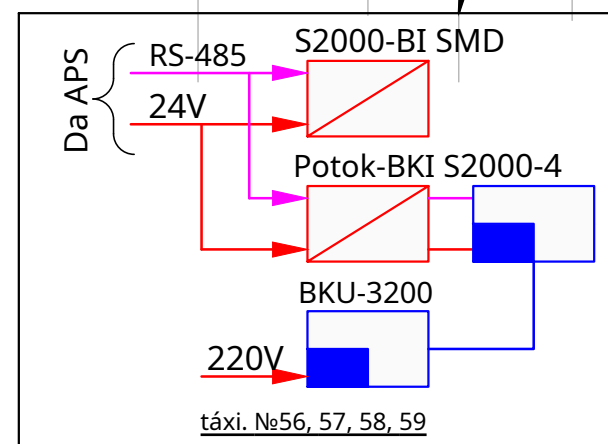 S2000-BI SMD
RS-485
Da APS
24V
Potok-BKI S2000-4
BKU-3200
220V
táxi. №56, 57, 58, 59